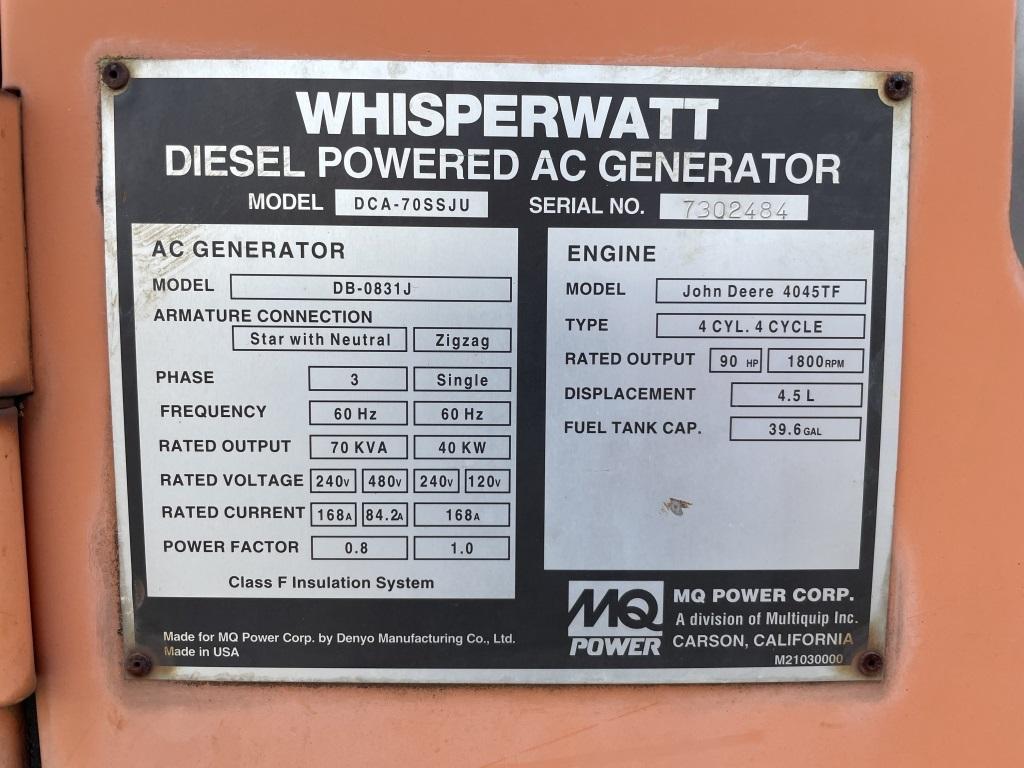 WHISPERWATT
DIESEL POWERED AC GENERATOR
MODEL DCA-70SSJU SERIAL NO. 7302484
AC GENERATOR
MODEL DB-0831J
ARMATURE CONNECTION
Star with Neutral Zigzag
PHASE 3 Single
FREQUENCY 60 Hz 60 Hz
RATED OUTPUT 70 KVA 40 KW
RATED VOLTAGE 240V 480V 240V 120V
RATED CURRENT 168A 84.2A 168A
POWER FACTOR 0.8 1.0
Class F Insulation System
ENGINE
MODEL John Deere 4045TF
TYPE 4 CYL. 4 CYCLE
RATED OUTPUT 90 HP 1800RPM
DISPLACEMENT 4.5 L
FUEL TANK CAP. 39.6GAL
Made for MQ Power Corp. by Denyo Manufacturing Co., Ltd.
Made in USA
MQ
POWER
MQ POWER CORP.
A division of Multiquip Inc.
CARSON, CALIFORNIA
M21030000